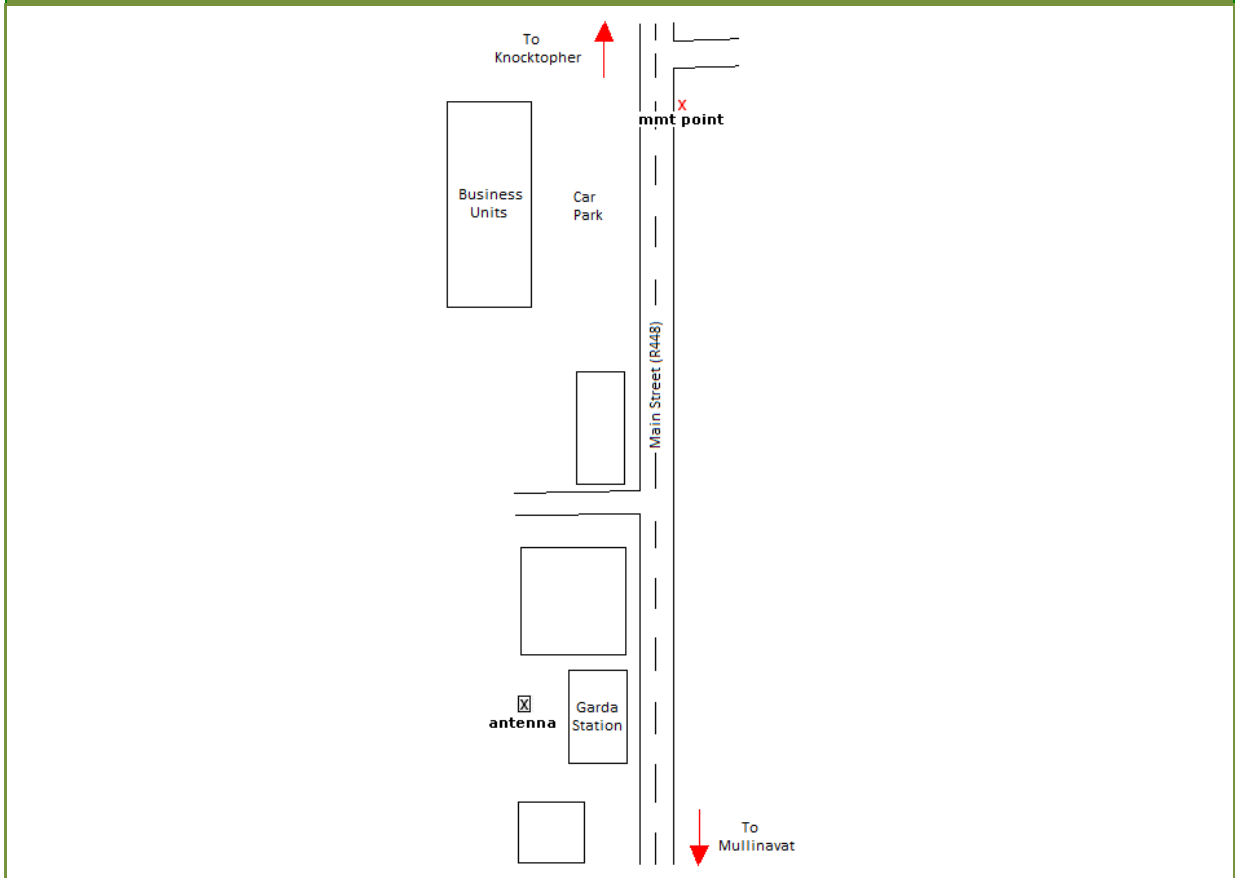 To
Knocktopher
X
mmt point
Business
Units
Car
Park
Main Street (R448)
X
antenna
Garda
Station
To
Mullinavat